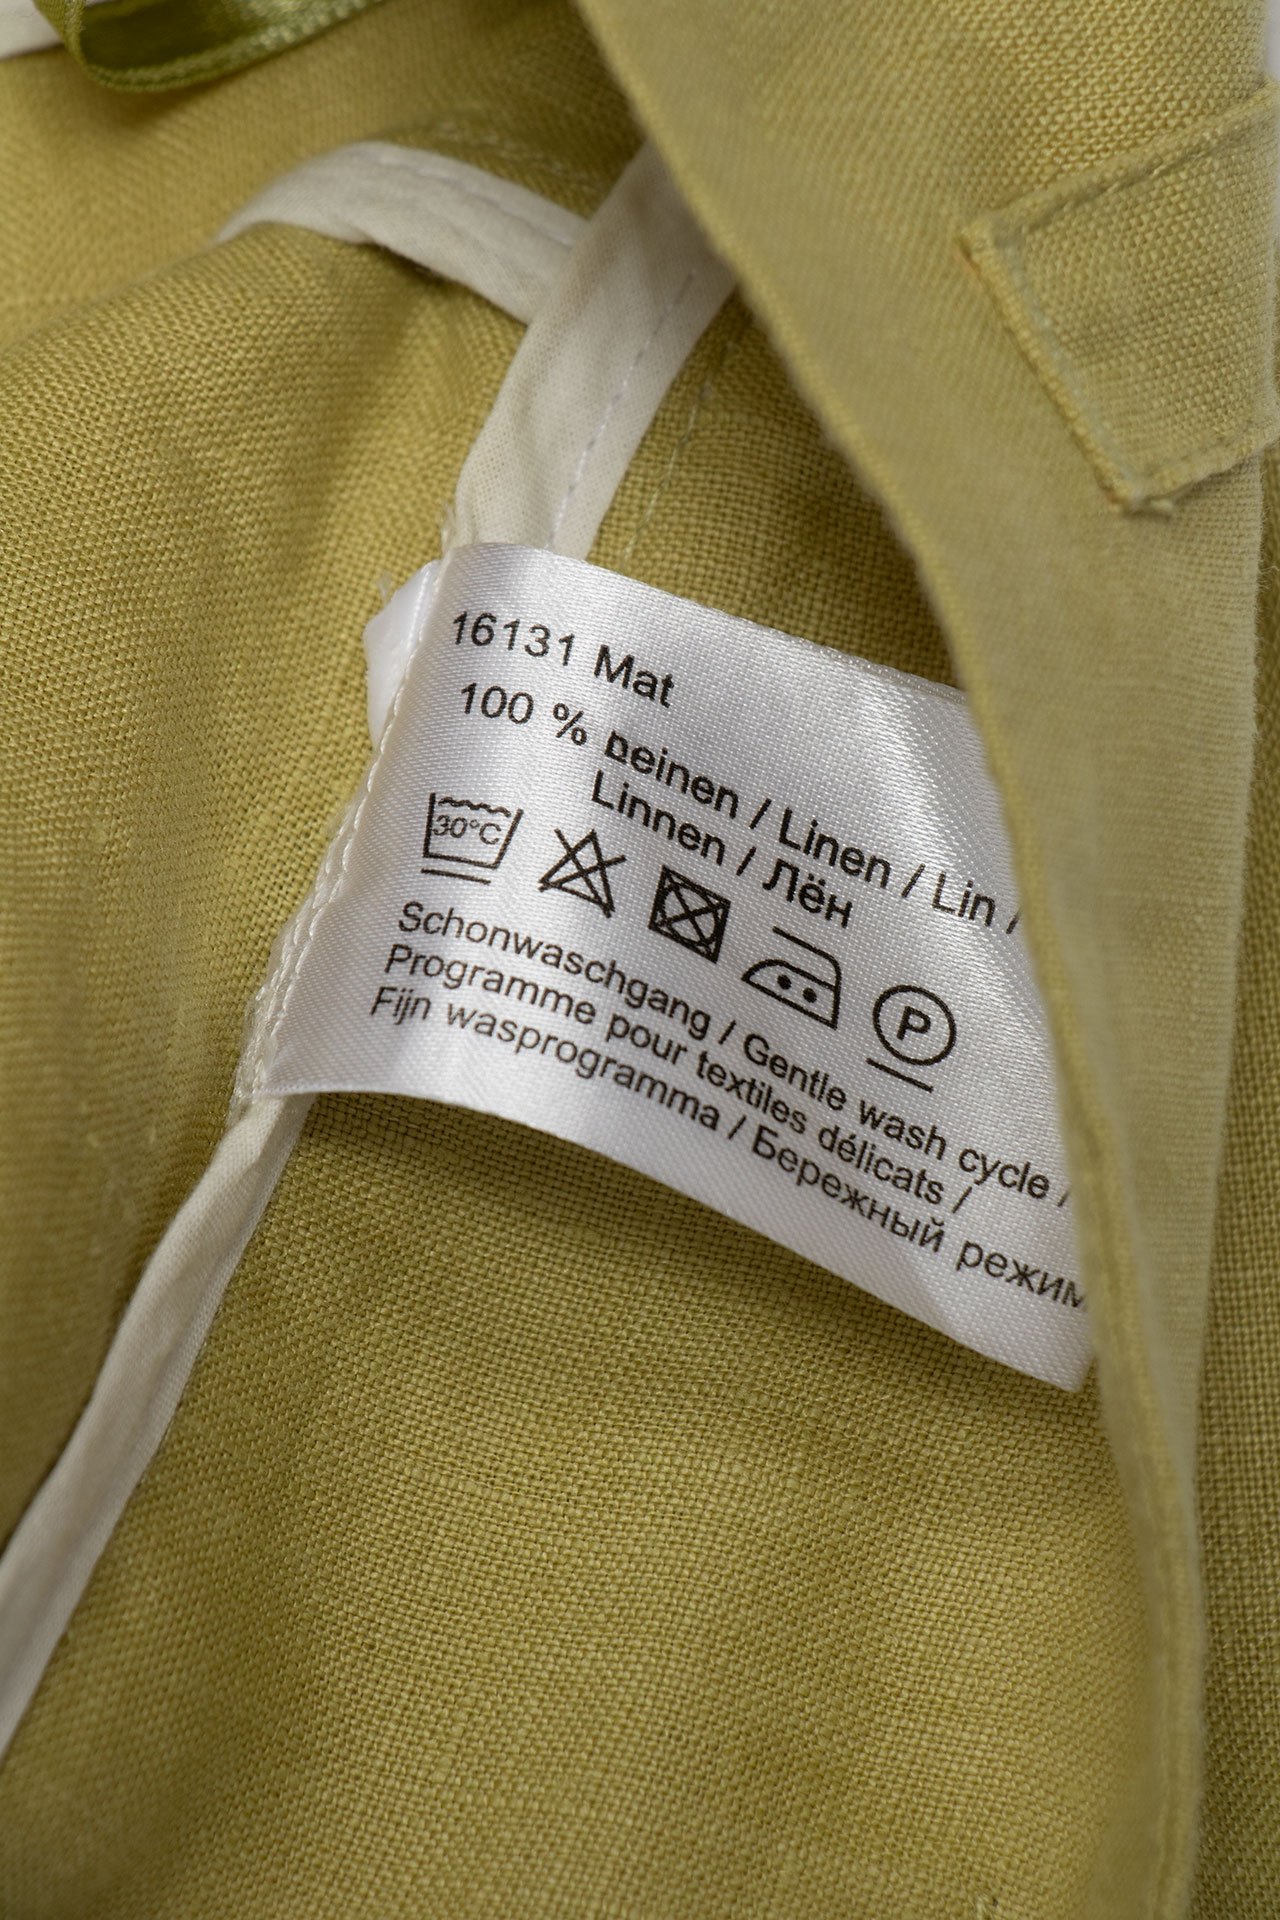 16131 Mat
100 % Leinen / Linen / Lin /
Linnen / Лён
30°C
P
Schonwaschgang / Gentle wash cycle /
Programme pour textiles délicats /
Fijn wasprogramma / Бережный режим